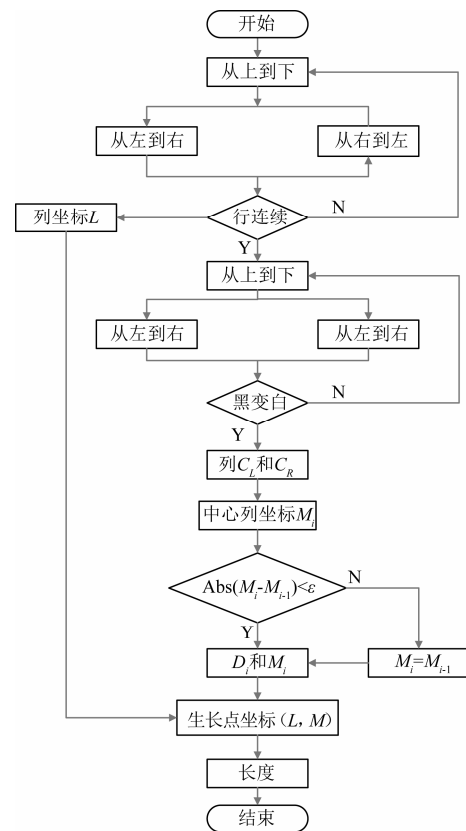 开始
从上到下
从左到右
从右到左
列坐标L
行连续
N
Y
从上到下
从左到右
从左到右
黑变白
N
Y
列C_L和C_R
中心列坐标M_i
Abs(M_i-M_{i-1})<ε
N
Y
D_i和M_i
M_i=M_{i-1}
生长点坐标(L, M)
长度
结束